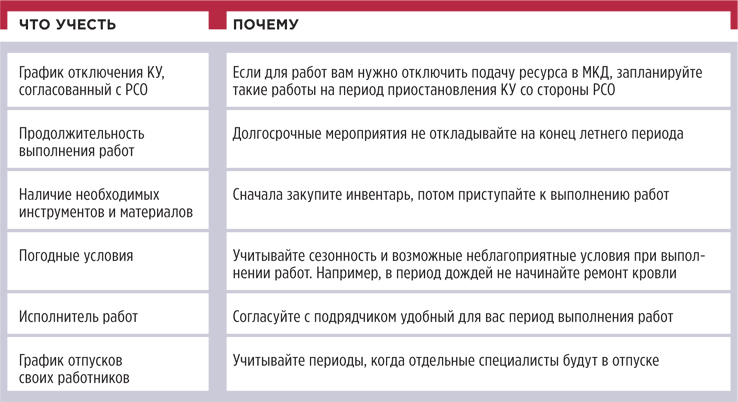 ЧТО УЧЕСТЬ
ПОЧЕМУ
График отключения КУ,
согласованный с РСО
Если для работ вам нужно отключить подачу ресурса в МКД, запланируйте
такие работы на период приостановления КУ со стороны РСО
Продолжительность
выполнения работ
Долгосрочные мероприятия не откладывайте на конец летнего периода
Наличие необходимых
инструментов и материалов
Сначала закупите инвентарь, потом приступайте к выполнению работ
Погодные условия
Учитывайте сезонность и возможные неблагоприятные условия при выпол-
нении работ. Например, в период дождей не начинайте ремонт кровли
Исполнитель работ
Согласуйте с подрядчиком удобный для вас период выполнения работ
График отпусков
своих работников
Учитывайте периоды, когда отдельные специалисты будут в отпуске